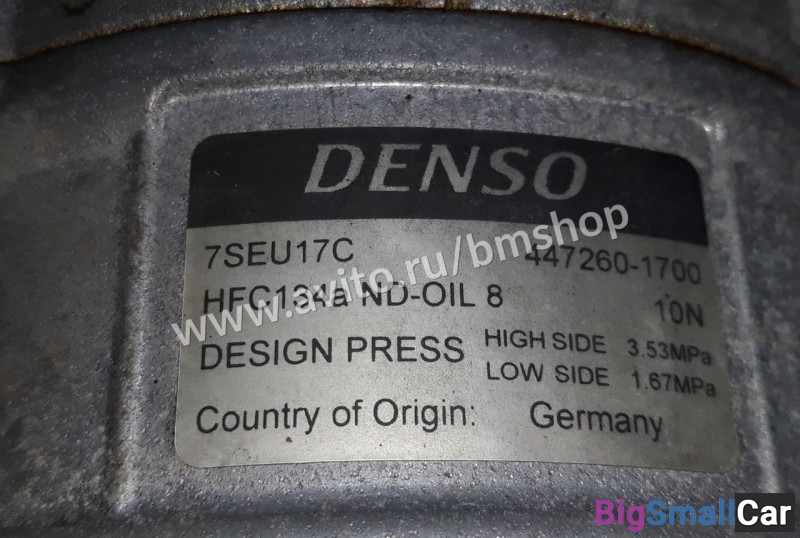 DENSO
7SEU17C 447260-1700
HFC134a ND-OIL 8 10N
DESIGN PRESS HIGH SIDE 3.53MPa
LOW SIDE 1.67MPa
Country of Origin: Germany
www.avito.ru/bmshop
BigSmallCar